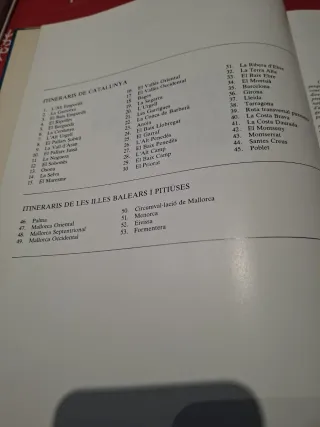 ITINERARIS DE CATALUNYA
1. L'Alt Empordà
2. La Garrotxa
3. El Baix Empordà
4. El Ripollès
5. El Berguedà
6. La Cerdanya
7. L'Alt Urgell
8. El Pallars Sobirà
9. La Vall d'Aran
10. El Pallars Jussà
11. La Noguera
12. El Solsonès
13. Osona
14. La Selva
15. El Maresme
16. El Vallès Oriental
17. El Vallès Occidental
18. Bages
19. La Segarra
20. L'Urgell
21. Les Garrigues
22. La Conca de Barberà
23. Anoia
24. El Baix Llobregat
25. El Garraf
26. L'Alt Penedès
27. El Baix Penedès
28. L'Alt Camp
29. El Baix Camp
30. El Priorat
31. La Ribera d'Ebre
32. La Terra Alta
33. El Baix Ebre
34. El Montsià
35. Barcelona
36. Girona
37. Lleida
38. Tarragona
39. Ruta transversal
40. La Costa Brava
41. La Costa Daurada
42. El Montseny
43. Montserrat
44. Santes Creus
45. Poblet
ITINERARIS DE LES ILLES BALEARS I PITIÜSES
46. Palma
47. Mallorca Oriental
48. Mallorca Septentrional
49. Mallorca Occidental
50. Circumval·lació de Mallorca
51. Menorca
52. Eivissa
53. Formentera